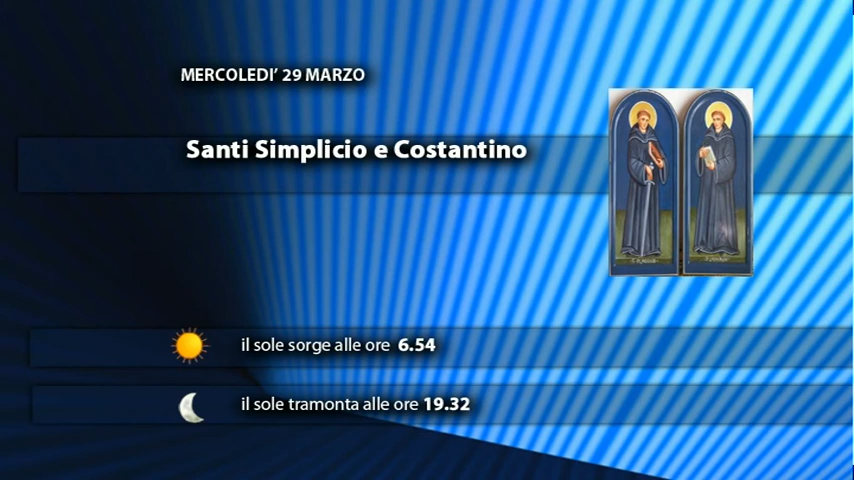 MERCOLEDI’ 29 MARZO
Santi Simplicio e Costantino
il sole sorge alle ore 6.54
il sole tramonta alle ore 19.32